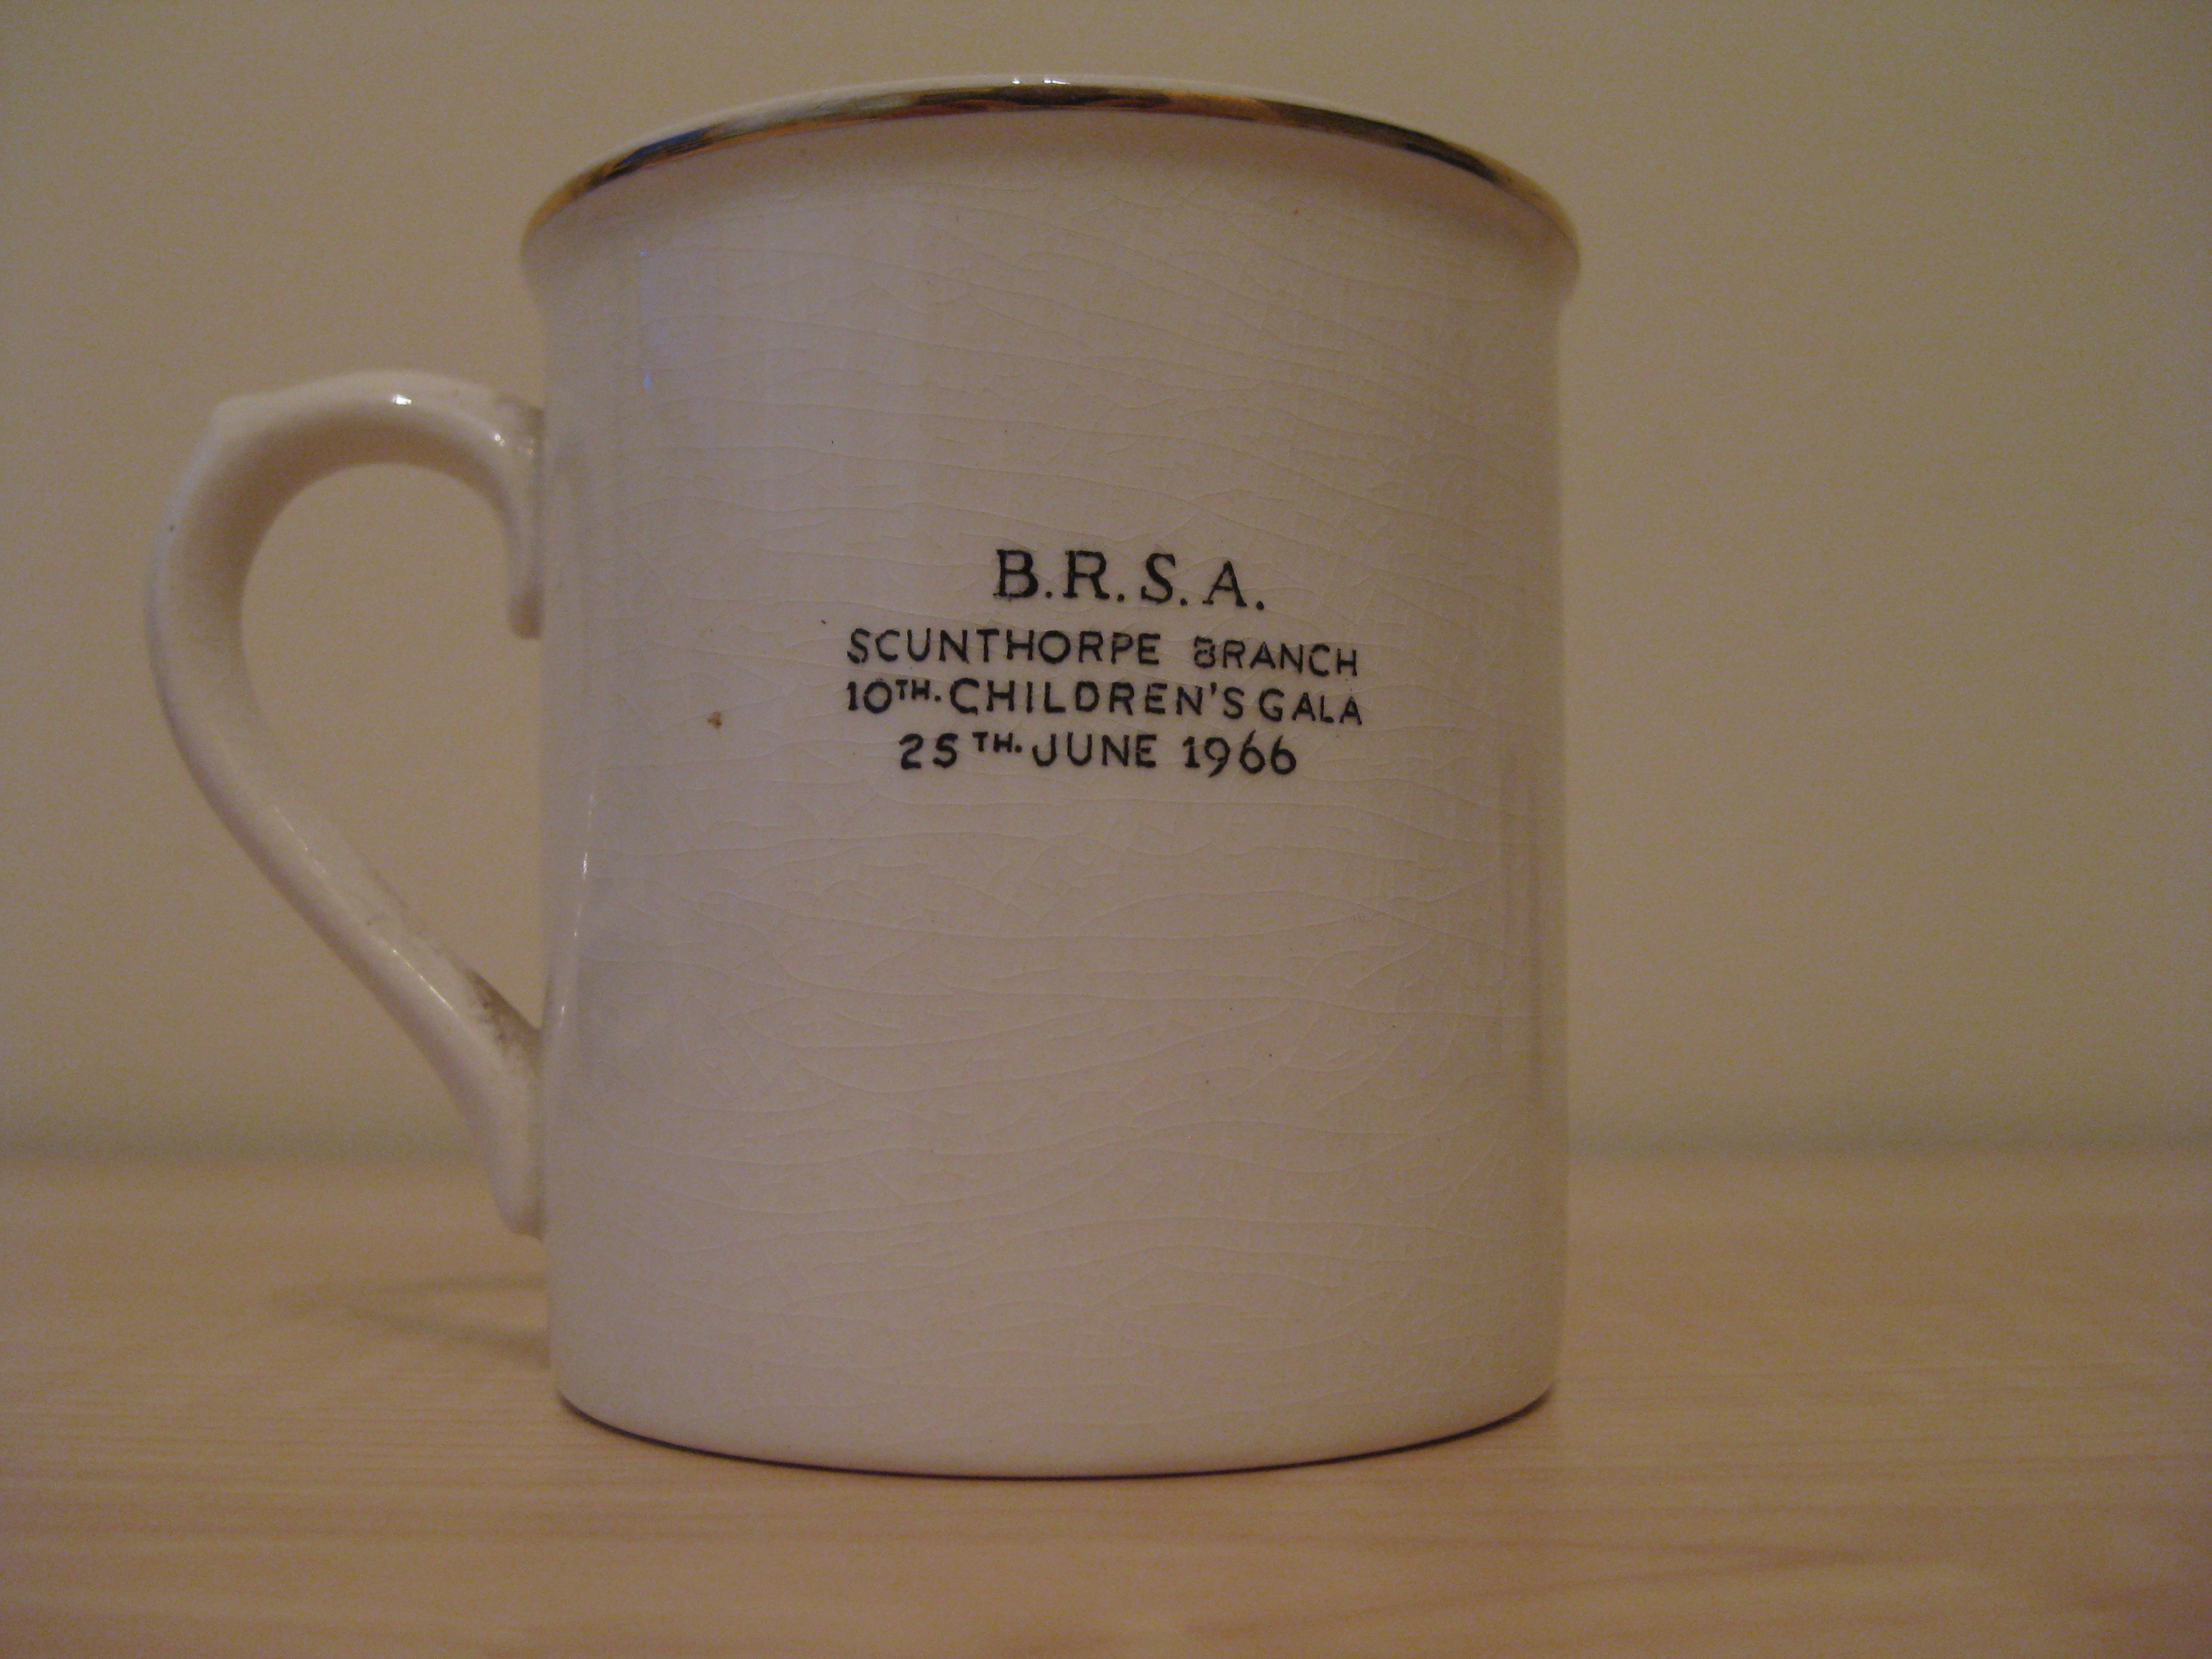 B.R.S.A.
SCUNTHORPE BRANCH
10TH. CHILDREN'S GALA
25TH. JUNE 1966